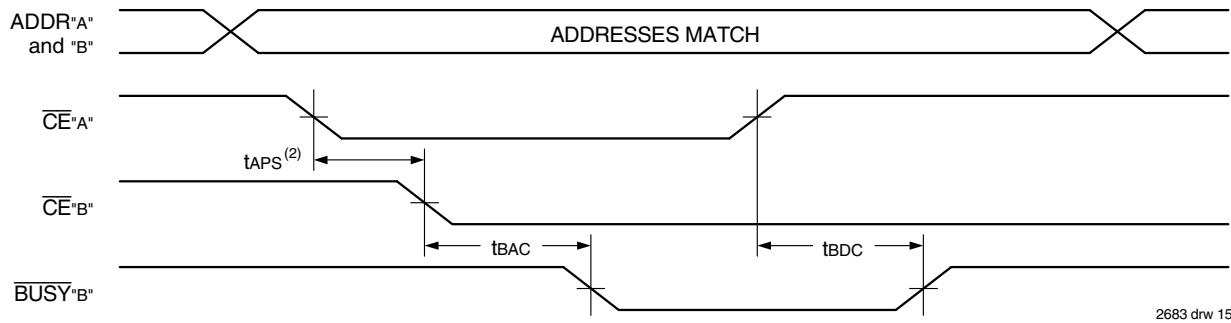 ADDR"A" and "B"
ADDRESSES MATCH
CE"A"
tAPS(2)
CE"B"
tBAC
tBDC
BUSY"B"
2683 drw 15